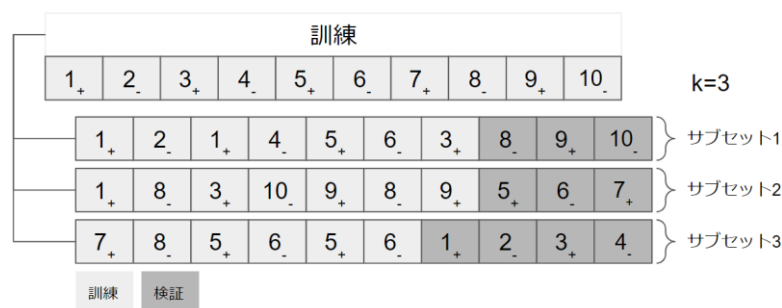 訓練
1+ 2- 3+ 4- 5+ 6- 7+ 8- 9+ 10-
k=3
1+ 2- 1+ 4- 5+ 6- 3+ 8- 9+ 10- サブセット1
1+ 8- 3+ 10- 9+ 8- 9+ 5+ 6- 7+ サブセット2
7+ 8- 5+ 6- 5+ 6- 1+ 2- 3+ 4- サブセット3
訓練 検証